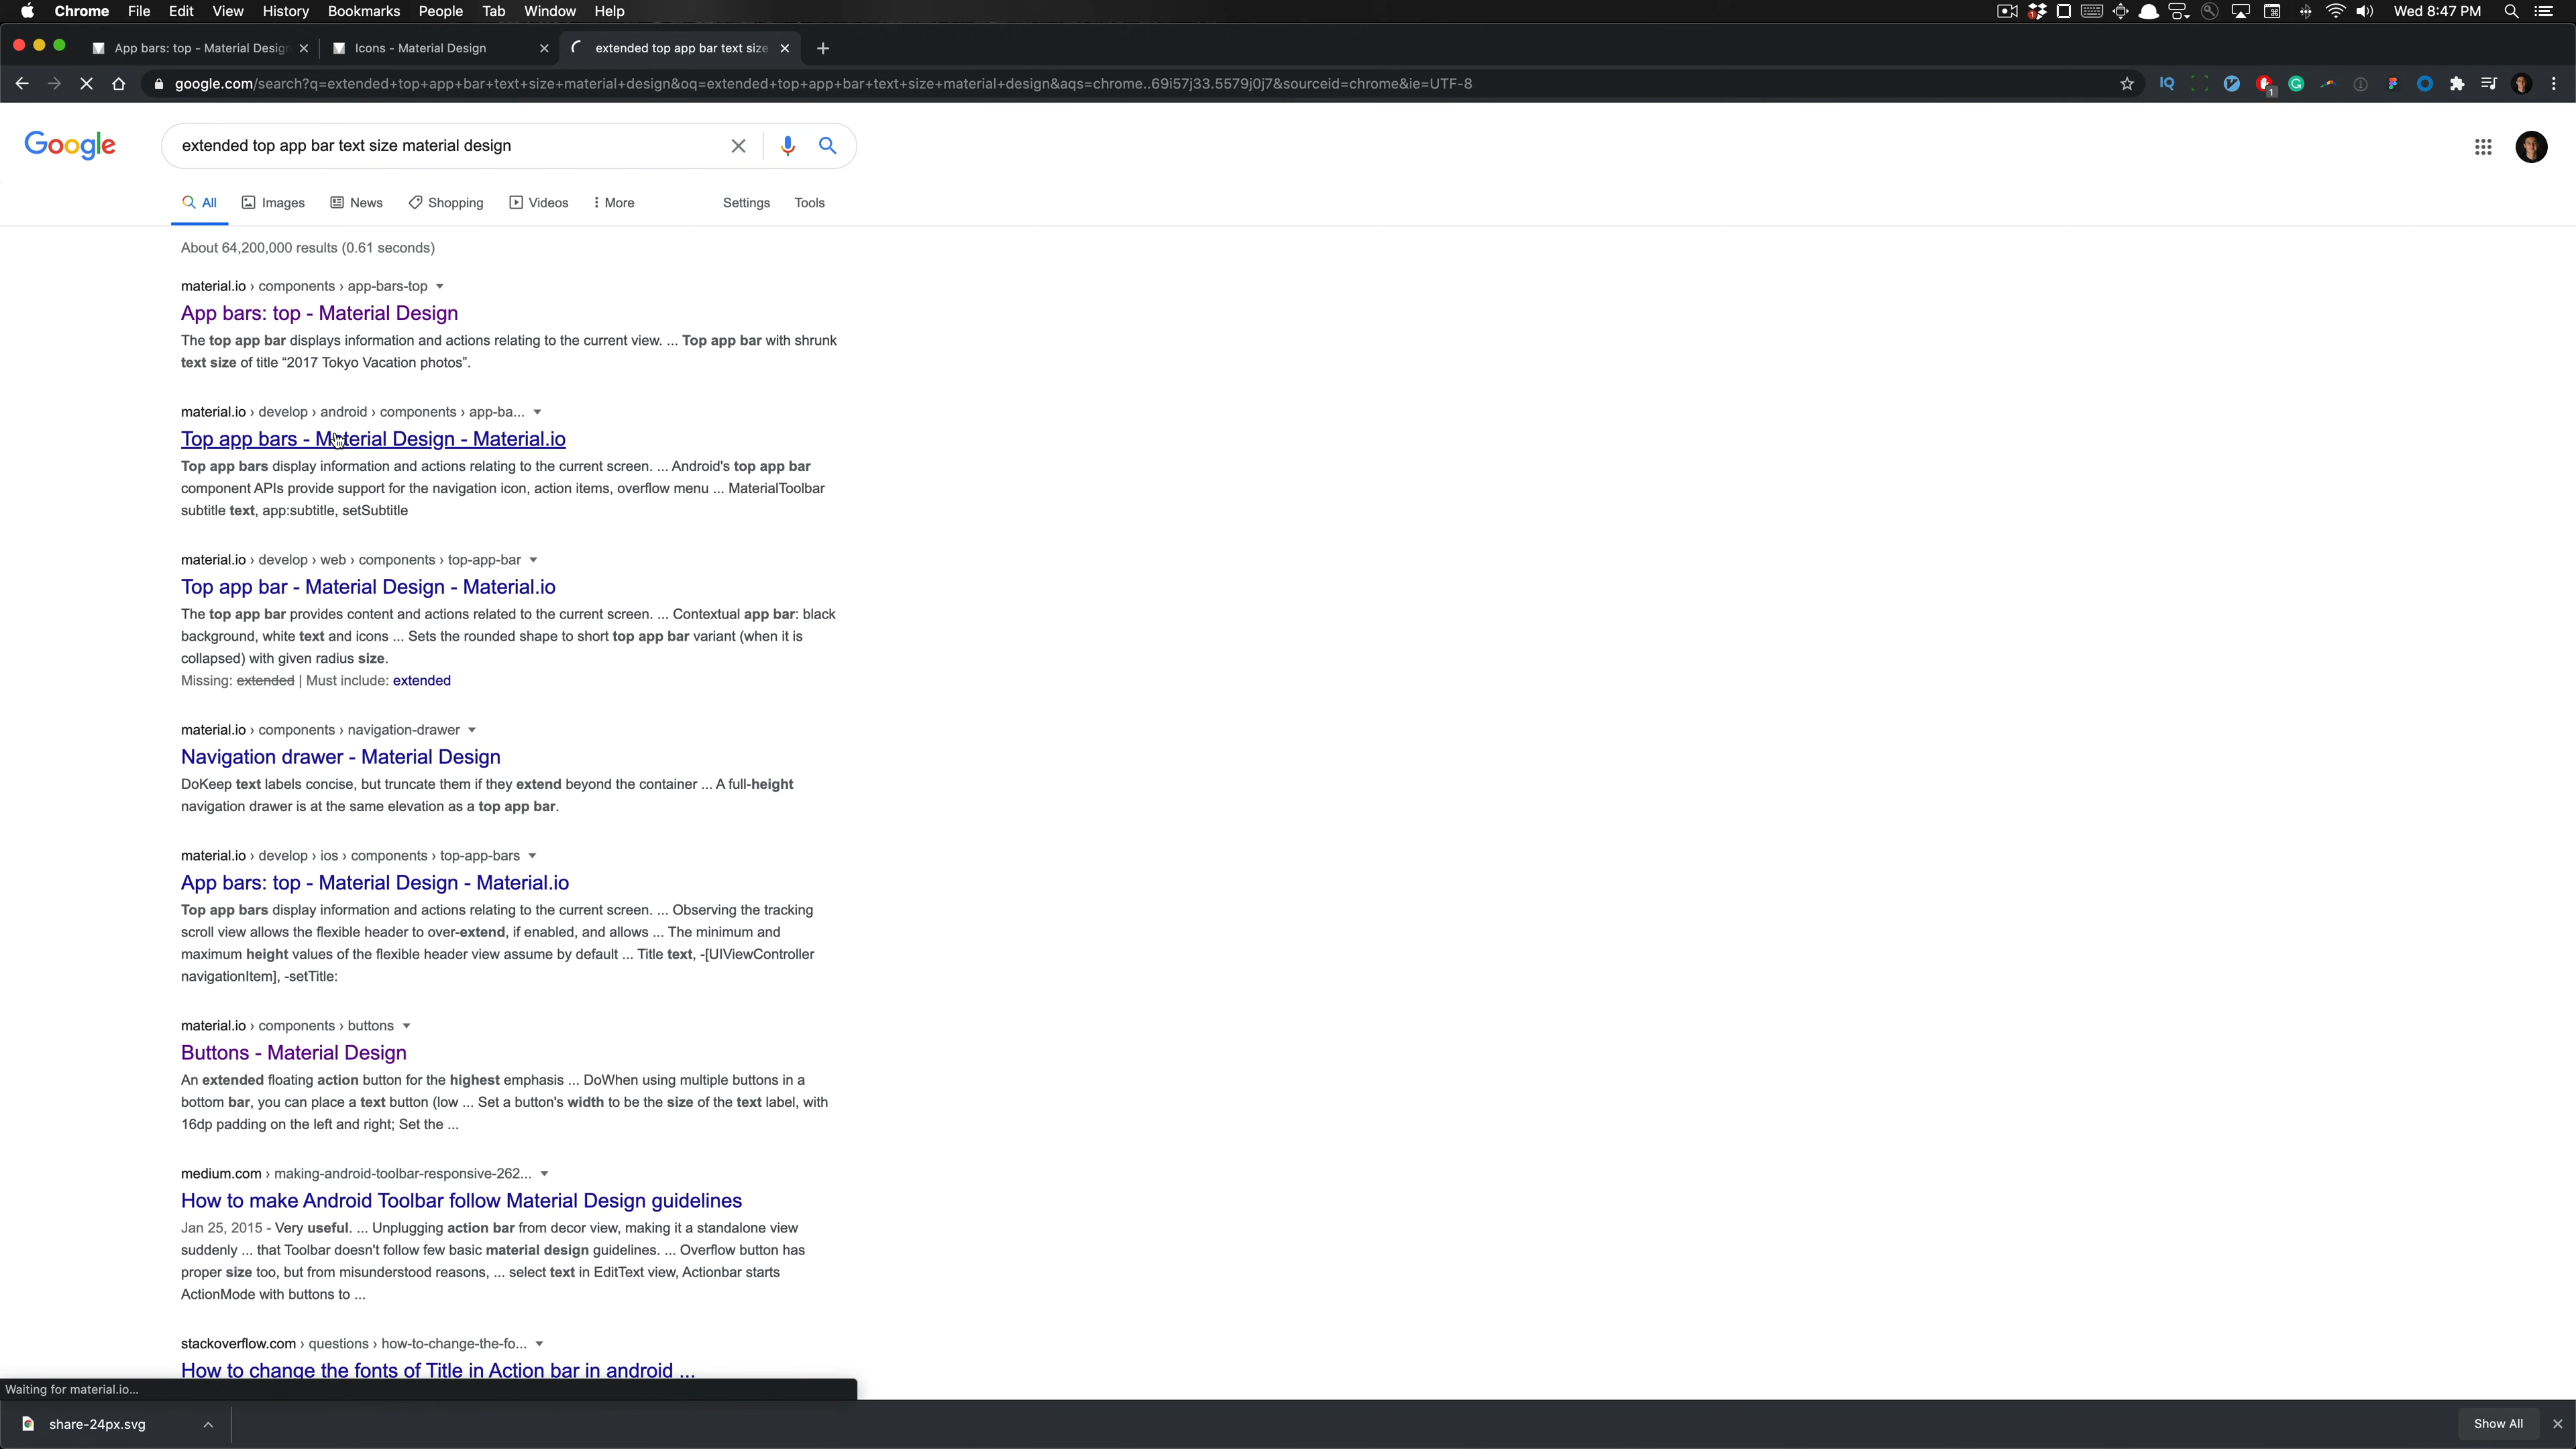 Chrome File Edit View History Bookmarks People Tab Window Help Wed 8:47 PM
App bars: top - Material Design Icons - Material Design extended top app bar text size
google.com/search?q=extended+top+app+bar+text+size+material+design&oq=extended+top+app+bar+text+size+material+design&aqs=chrome..69i57j33.5579j0j7&sourceid=chrome&ie=UTF-8
Google extended top app bar text size material design
All Images News Shopping Videos More Settings Tools
About 64,200,000 results (0.61 seconds)
material.io › components › app-bars-top
App bars: top - Material Design
The top app bar displays information and actions relating to the current view. ... Top app bar with shrunk
text size of title “2017 Tokyo Vacation photos”.
material.io › develop › android › components › app-ba...
Top app bars - Material Design - Material.io
Top app bars display information and actions relating to the current screen. ... Android's top app bar
component APIs provide support for the navigation icon, action items, overflow menu ... MaterialToolbar
subtitle text, app:subtitle, setSubtitle
material.io › develop › web › components › top-app-bar
Top app bar - Material Design - Material.io
The top app bar provides content and actions related to the current screen. ... Contextual app bar: black
background, white text and icons ... Sets the rounded shape to short top app bar variant (when it is
collapsed) with given radius size.
Missing: extended | Must include: extended
material.io › components › navigation-drawer
Navigation drawer - Material Design
DoKeep text labels concise, but truncate them if they extend beyond the container ... A full-height
navigation drawer is at the same elevation as a top app bar.
material.io › develop › ios › components › top-app-bars
App bars: top - Material Design - Material.io
Top app bars display information and actions relating to the current screen. ... Observing the tracking
scroll view allows the flexible header to over-extend, if enabled, and allows ... The minimum and
maximum height values of the flexible header view assume by default ... Title text, -[UIViewController
navigationItem], -setTitle:
material.io › components › buttons
Buttons - Material Design
An extended floating action button for the highest emphasis ... DoWhen using multiple buttons in a
bottom bar, you can place a text button (low ... Set a button's width to be the size of the text label, with
16dp padding on the left and right; Set the ...
medium.com › making-android-toolbar-responsive-262...
How to make Android Toolbar follow Material Design guidelines
Jan 25, 2015 - Very useful. ... Unplugging action bar from decor view, making it a standalone view
suddenly ... that Toolbar doesn't follow few basic material design guidelines. ... Overflow button has
proper size too, but from misunderstood reasons, ... select text in EditText view, Actionbar starts
ActionMode with buttons to ...
stackoverflow.com › questions › how-to-change-the-fo...
How to change the fonts of Title in Action bar in android ...
Waiting for material.io...
share-24px.svg Show All